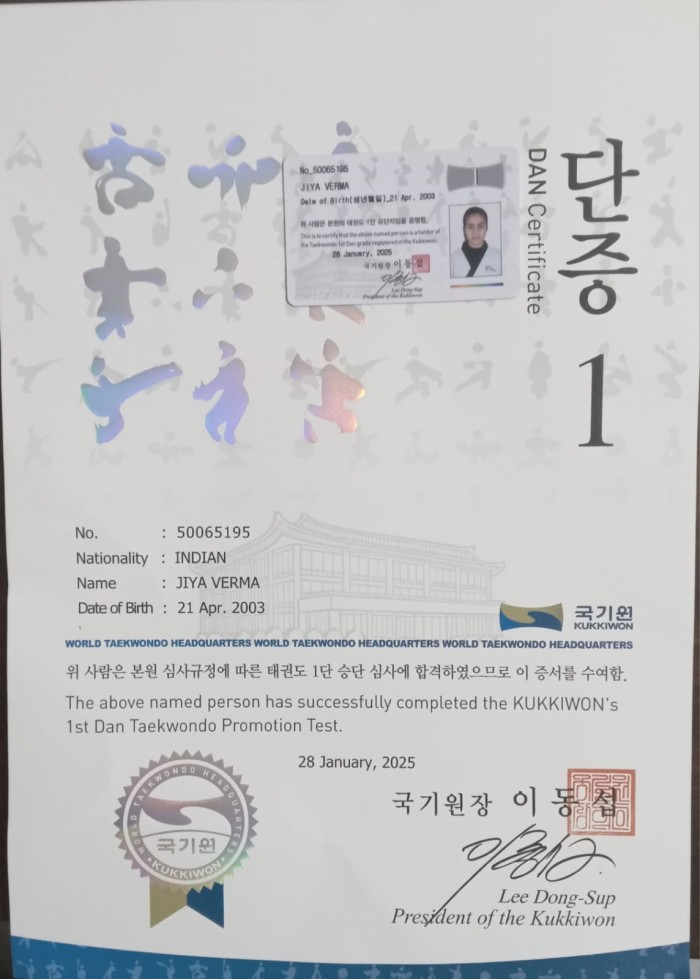 No_50065195
JIYA VERMA
Date of Birth(생년월일)_21 Apr. 2003
위 사람은 본원의 태권도 1단 유단자임을 증명함.
This is to certify that the above named person is a holder of
the Taekwondo 1st Dan grade registered in the Kukkiwon.
28 January, 2025
국기원장 이동섭
Lee Dong-Sup
President of the Kukkiwon
단증
DAN Certificate
1
No. : 50065195
Nationality : INDIAN
Name : JIYA VERMA
Date of Birth : 21 Apr. 2003
국기원
KUKKIWON
WORLD TAEKWONDO HEADQUARTERS WORLD TAEKWONDO HEADQUARTERS WORLD TAEKWONDO HEADQUARTERS
위 사람은 본원 심사규정에 따른 태권도 1단 승단 심사에 합격하였으므로 이 증서를 수여함.
The above named person has successfully completed the KUKKIWON's
1st Dan Taekwondo Promotion Test.
28 January, 2025
WORLD TAEKWONDO HEADQUARTERS
국기원
KUKKIWON
국기원장 이동섭
Lee Dong-Sup
President of the Kukkiwon